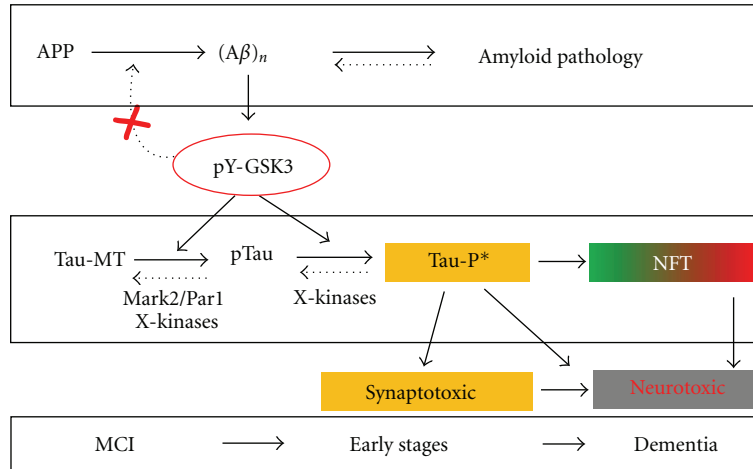 APP (Aβ)n Amyloid pathology
pY-GSK3
Tau-MT pTau Tau-P* NFT
Mark2/Par1 X-kinases
X-kinases
Synaptotoxic Neurotoxic
MCI Early stages Dementia